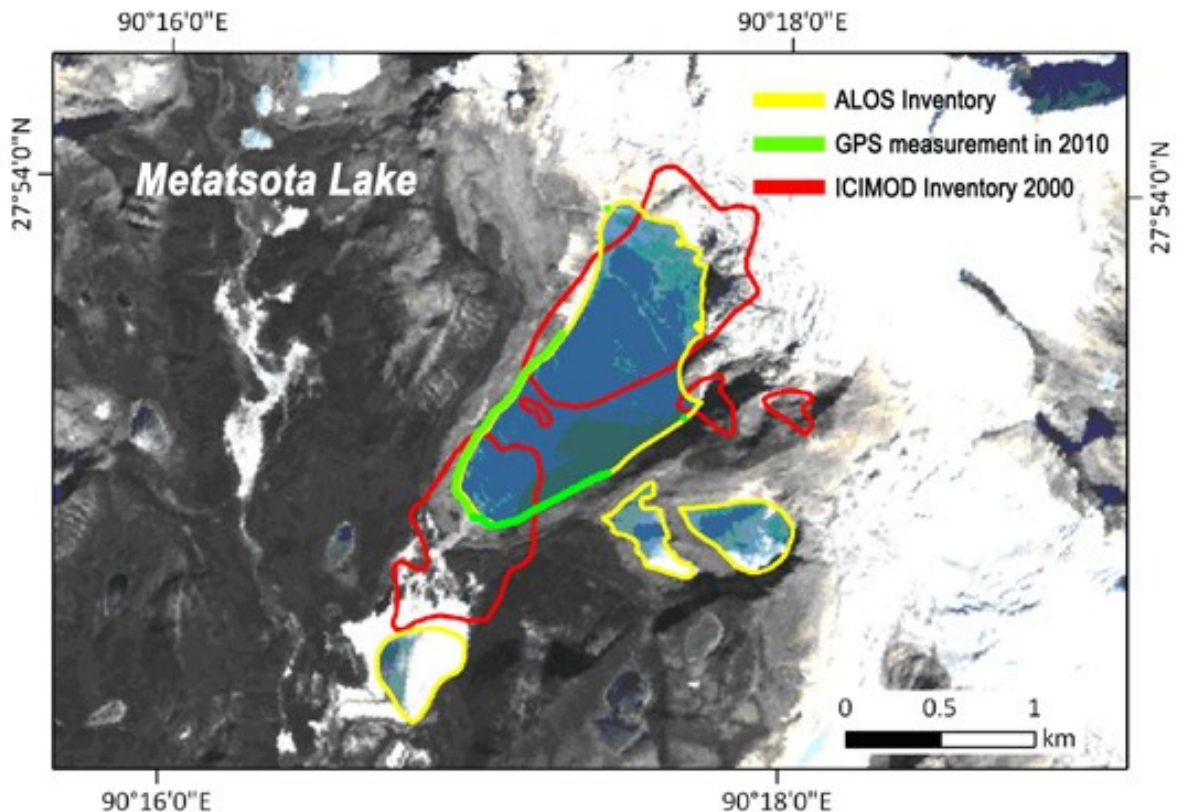 90°16'0"E
90°18'0"E
ALOS Inventory
GPS measurement in 2010
ICIMOD Inventory 2000
Metatsota Lake
27°54'0"N
27°54'0"N
0 0.5 1
km
90°16'0"E
90°18'0"E